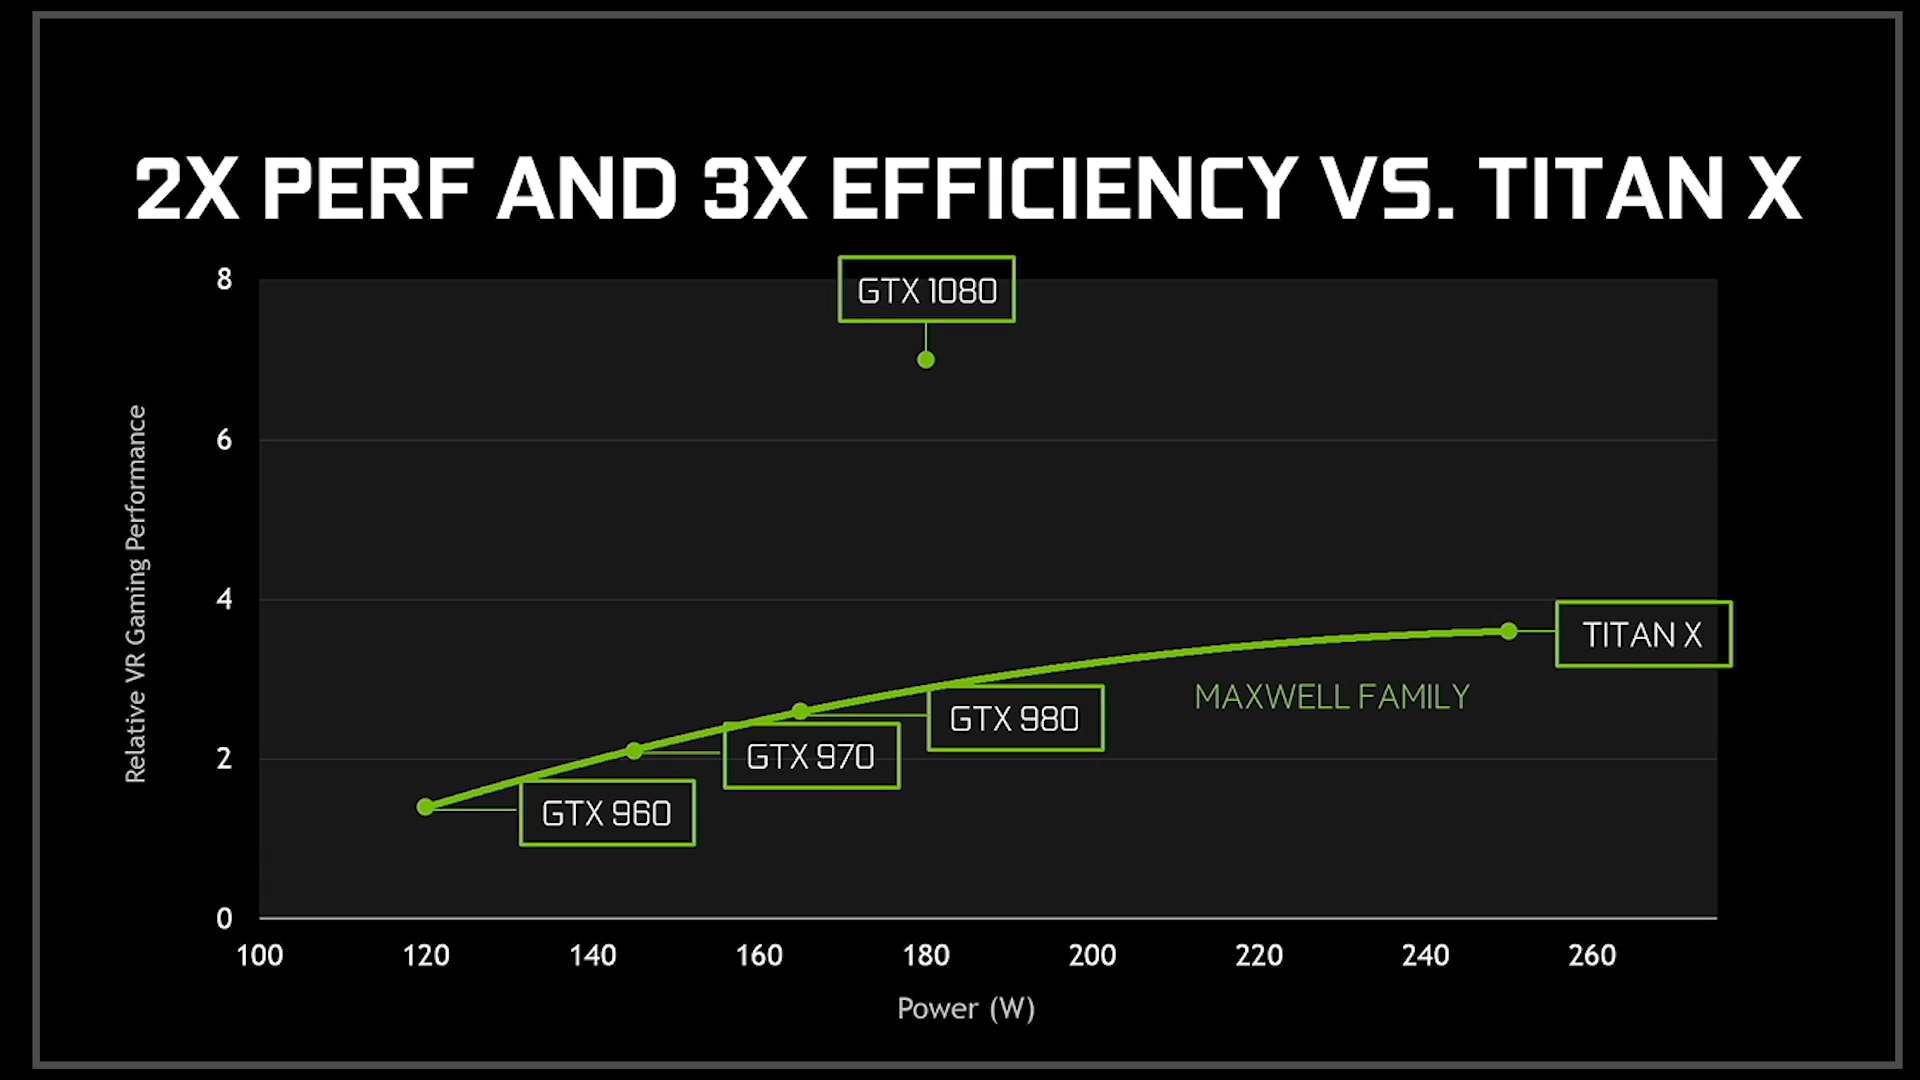 2X PERF AND 3X EFFICIENCY VS. TITAN X
8
GTX 1080
6
Relative VR Gaming Performance
4
TITAN X
MAXWELL FAMILY
GTX 980
2
GTX 970
GTX 960
0
100 120 140 160 180 200 220 240 260
Power (W)